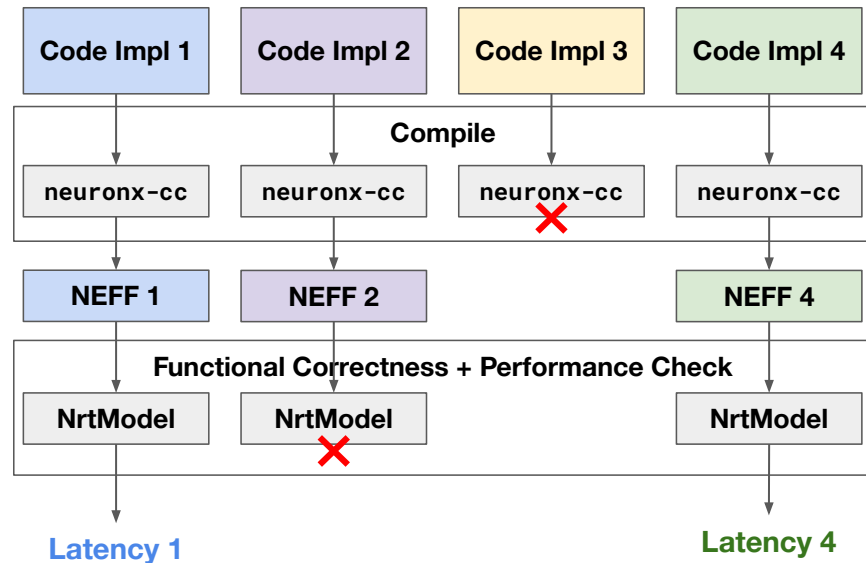 Code Impl 1
Code Impl 2
Code Impl 3
Code Impl 4
Compile
neuronx-cc
neuronx-cc
neuronx-cc
neuronx-cc
NEFF 1
NEFF 2
NEFF 4
Functional Correctness + Performance Check
NrtModel
NrtModel
NrtModel
Latency 1
Latency 4